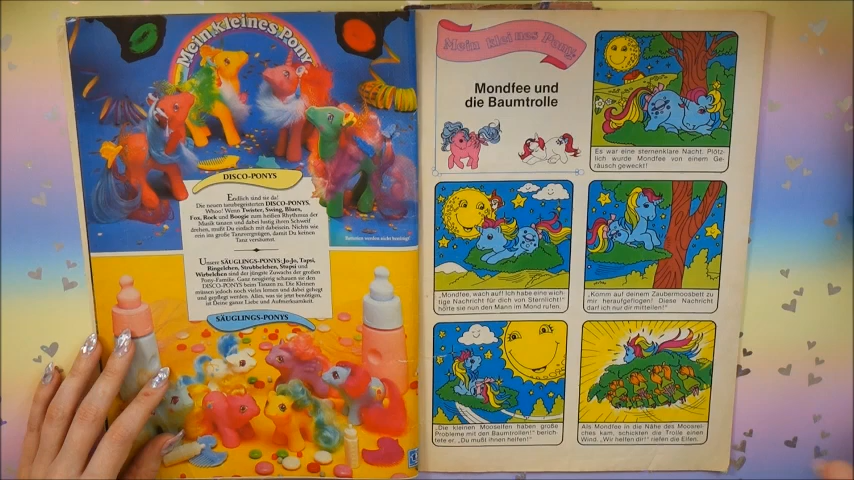 Mein kleines Pony
DISCO-PONYS
Endlich sind sie da!
Die neuen tanzbegeisterten DISCO-PONYS.
Whoo! Wenn Twister, Swing, Blues,
Fox, Rock und Boogie zum heißen Rhythmus der
Musik tanzen und dabei lustig ihren Schweif
drehen, mußt Du einfach mit dabeisein. Nichts wie
rein ins große Tanzvergnügen, damit Du keinen
Tanz versäumst.
Batterien werden nicht benötigt!
Unsere SÄUGLINGS-PONYS: Jo-Jo, Tapsi,
Ringelchen, Strubbelchen, Stupsi und
Wirbelchen sind der jüngste Zuwachs der großen
Pony-Familie. Ganz neugierig schauen sie den
DISCO-PONYS beim Tanzen zu. Die Kleinen
müssen jedoch noch vieles lernen und dabei gehegt
und gepflegt werden. Alles, was sie jetzt benötigen,
ist Deine ganze Liebe und Aufmerksamkeit.
SÄUGLINGS-PONYS
Mein kleines Pony
Mondfee und
die Baumtrolle
Es war eine sternenklare Nacht. Plötz-
lich wurde Mondfee von einem Ge-
räusch geweckt!
„Mondfee, wach auf! Ich habe eine wich-
tige Nachricht für dich von Sternlicht!"
hörte sie nun den Mann im Mond rufen.
„Komm auf deinem Zaubermoosbett zu
mir heraufgeflogen! Diese Nachricht
darf ich nur dir mitteilen!"
„Die kleinen Mooselfen haben große
Probleme mit den Baumtrollen!" berich-
tete er. „Du mußt ihnen helfen!"
Als Mondfee in die Nähe des Moosrei-
ches kam, schickten die Trolle einen
Wind. „Wir helfen dir!" riefen die Elfen.